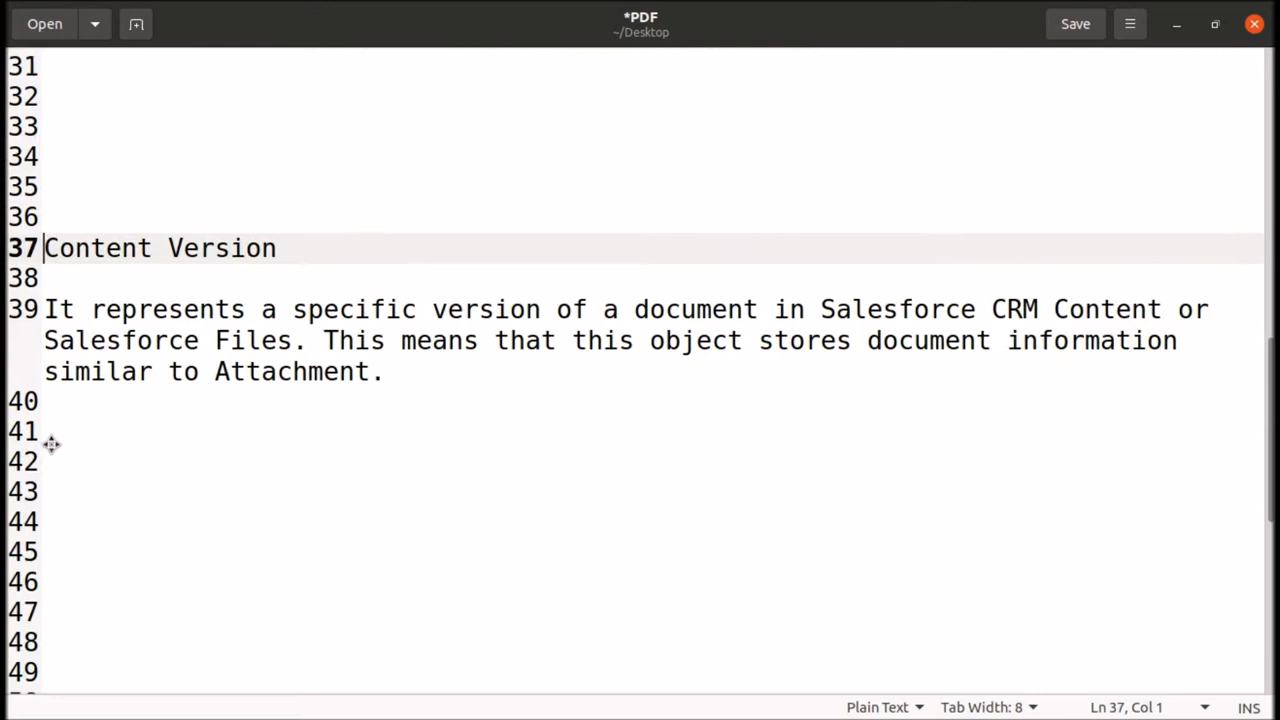 Open
*PDF
~/Desktop
Save
31
32
33
34
35
36
37 Content Version
38
39 It represents a specific version of a document in Salesforce CRM Content or
Salesforce Files. This means that this object stores document information
similar to Attachment.
40
41
42
43
44
45
46
47
48
49
Plain Text
Tab Width: 8
Ln 37, Col 1
INS